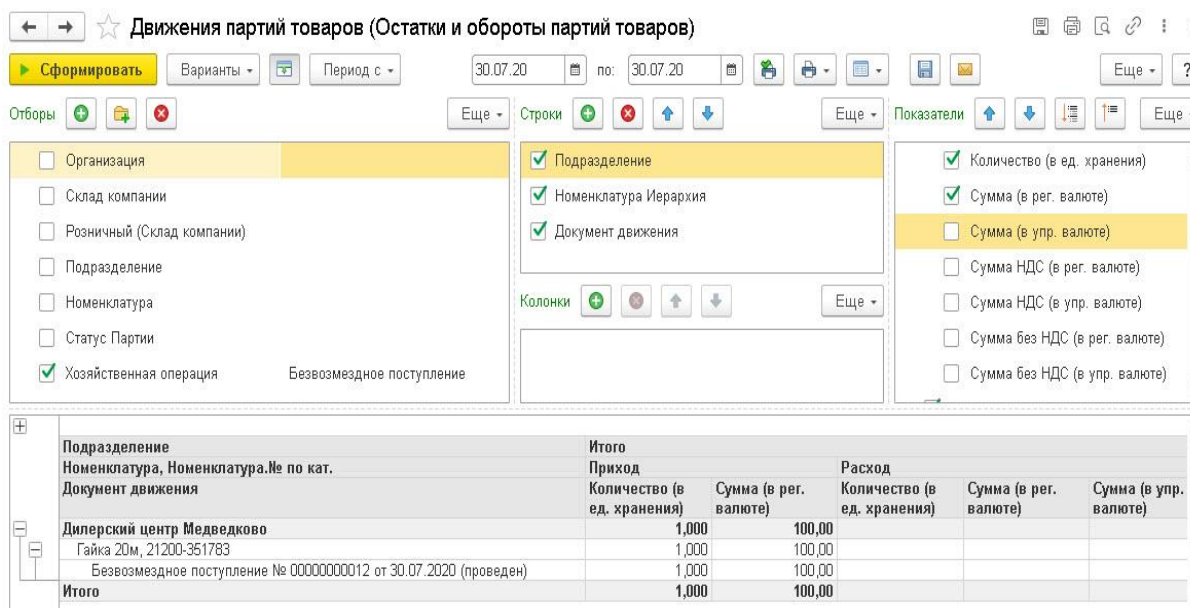 Движения партий товаров (Остатки и обороты партий товаров)
Сформировать Варианты Период с 30.07.20 по: 30.07.20 Еще ?
Отборы Еще Строки Еще Показатели Еще
Организация
Склад компании
Розничный (Склад компании)
Подразделение
Номенклатура
Статус Партии
Хозяйственная операция Безвозмездное поступление
Подразделение
Номенклатура Иерархия
Документ движения
Колонки Еще
Количество (в ед. хранения)
Сумма (в рег. валюте)
Сумма (в упр. валюте)
Сумма НДС (в рег. валюте)
Сумма НДС (в упр. валюте)
Сумма без НДС (в рег. валюте)
Сумма без НДС (в упр. валюте)
Подразделение Итого
Номенклатура, Номенклатура.№ по кат. Приход Расход
Документ движения Количество (в Сумма (в рег. Количество (в Сумма (в рег. Сумма (в упр.
ед. хранения) валюте) ед. хранения) валюте) валюте)
Дилерский центр Медведково 1,000 100,00
Гайка 20м, 21200-351783 1,000 100,00
Безвозмездное поступление № 00000000012 от 30.07.2020 (проведен) 1,000 100,00
Итого 1,000 100,00